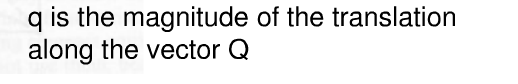 q is the magnitude of the translation
along the vector Q